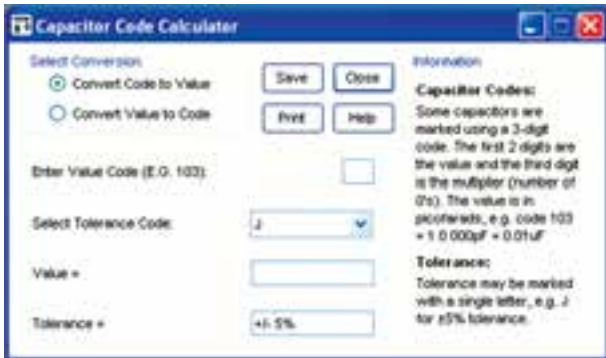 Capacitor Code Calculator
Select Conversion
Convert Code to Value
Convert Value to Code
Save
Close
Print
Help
Enter Value Code (E.G. 103):
Select Tolerance Code:
J
Value =
Tolerance =
+/- 5%
Information
Capacitor Codes:
Some capacitors are
marked using a 3-digit
code. The first 2 digits are
the value and the third digit
is the multiplier (number of
0's). The value is in
picofarads, e.g. code 103
= 1 0 000pF = 0.01uF
Tolerance:
Tolerance may be marked
with a single letter, e.g. J
for ±5% tolerance.